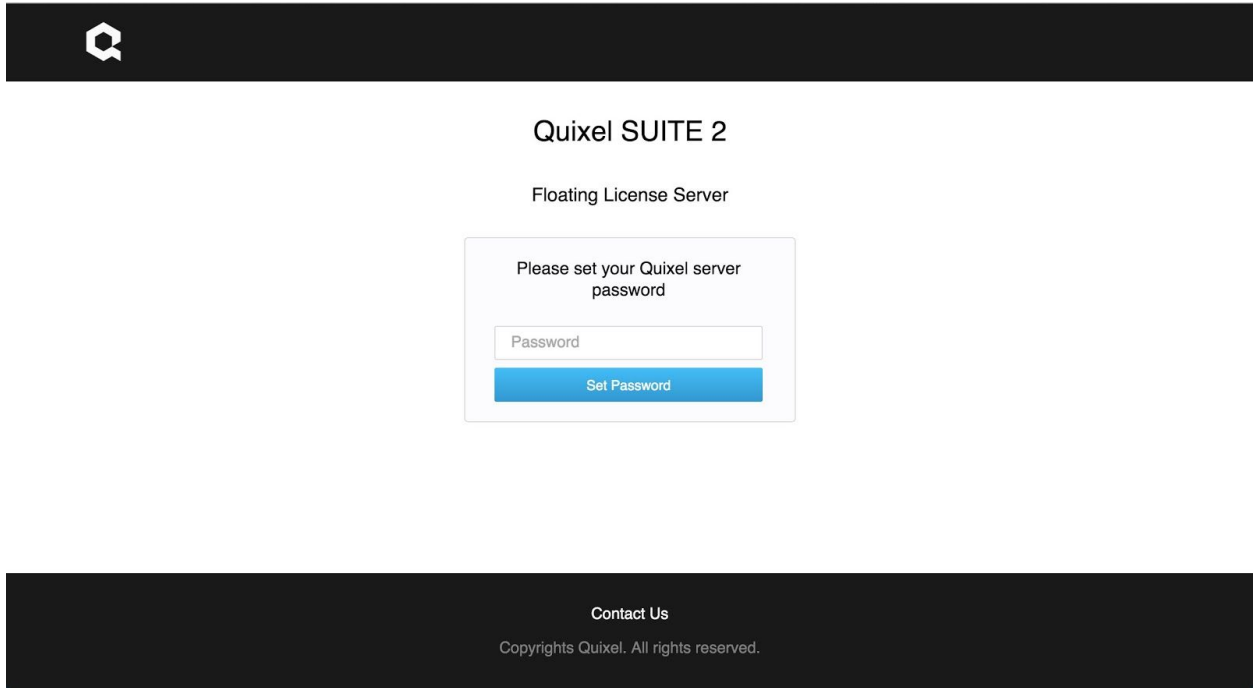 Quixel SUITE 2
Floating License Server
Please set your Quixel server
password
Password
Set Password
Contact Us
Copyrights Quixel. All rights reserved.